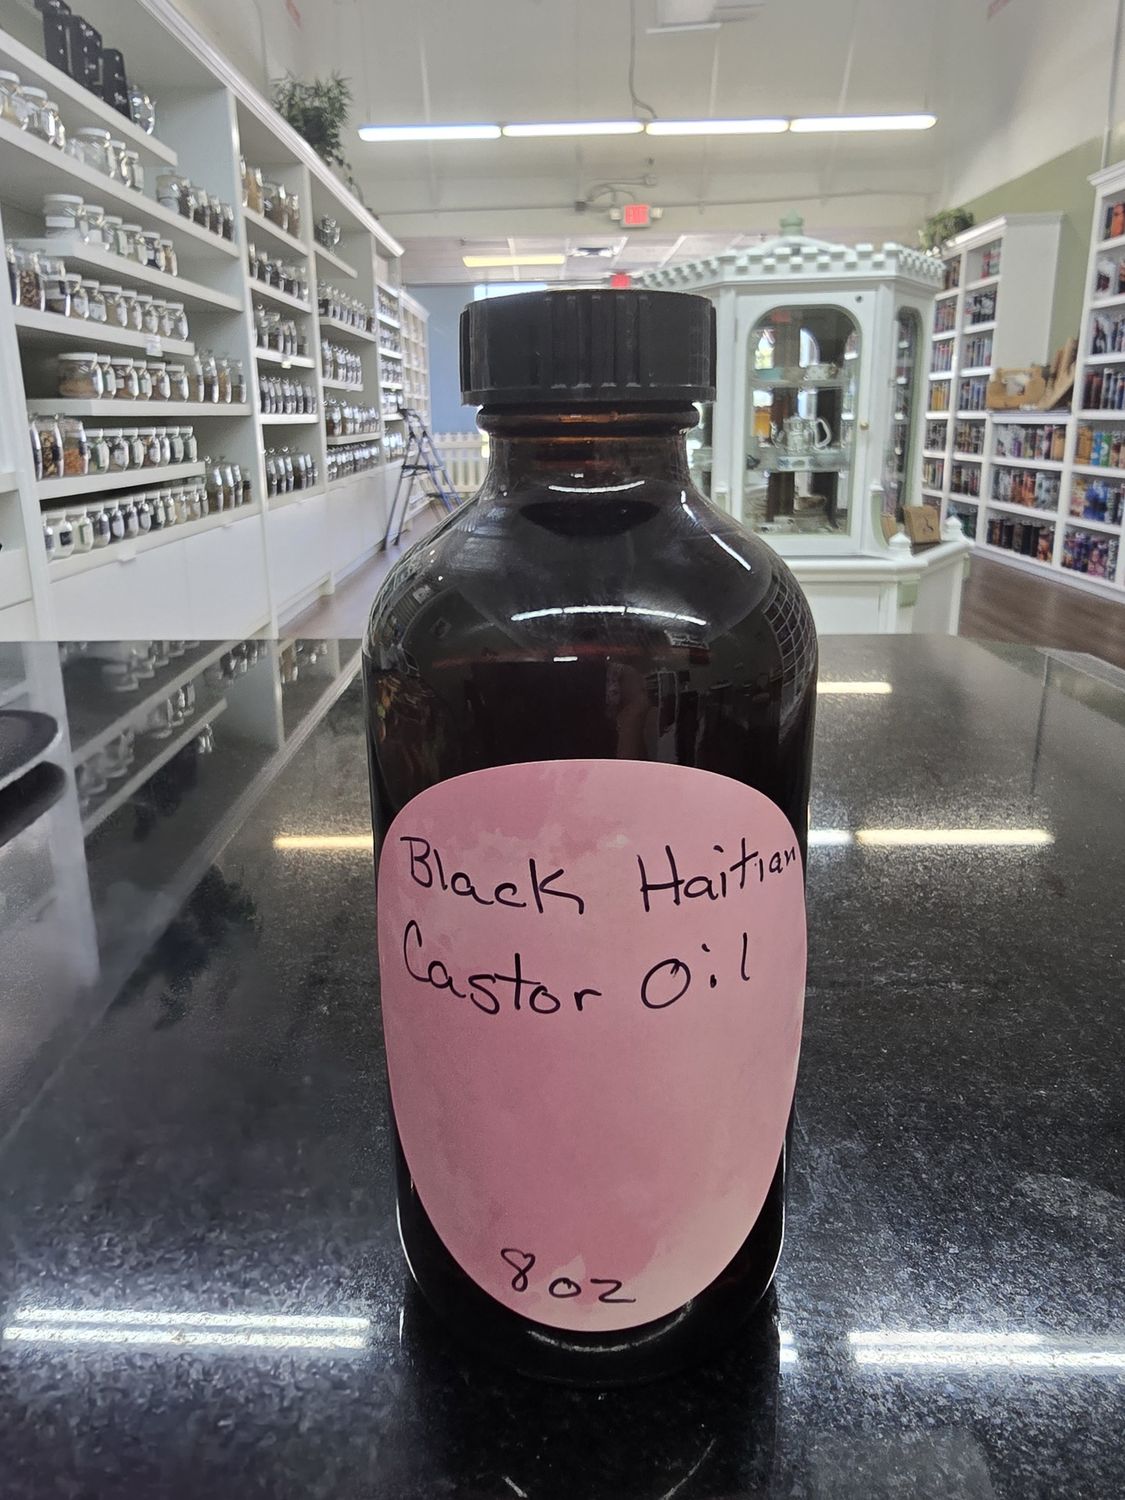 Black Haitian
Castor Oil
8oz